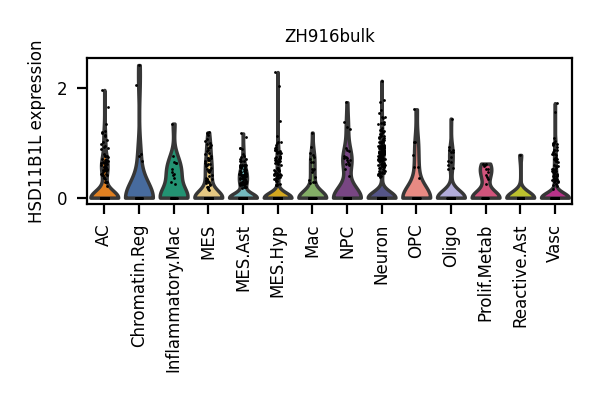 ZH916bulk
HSD11B1L expression
2
0
AC
Chromatin.Reg
Inflammatory.Mac
MES
MES.Ast
MES.Hyp
Mac
NPC
Neuron
OPC
Oligo
Prolif.Metab
Reactive.Ast
Vasc